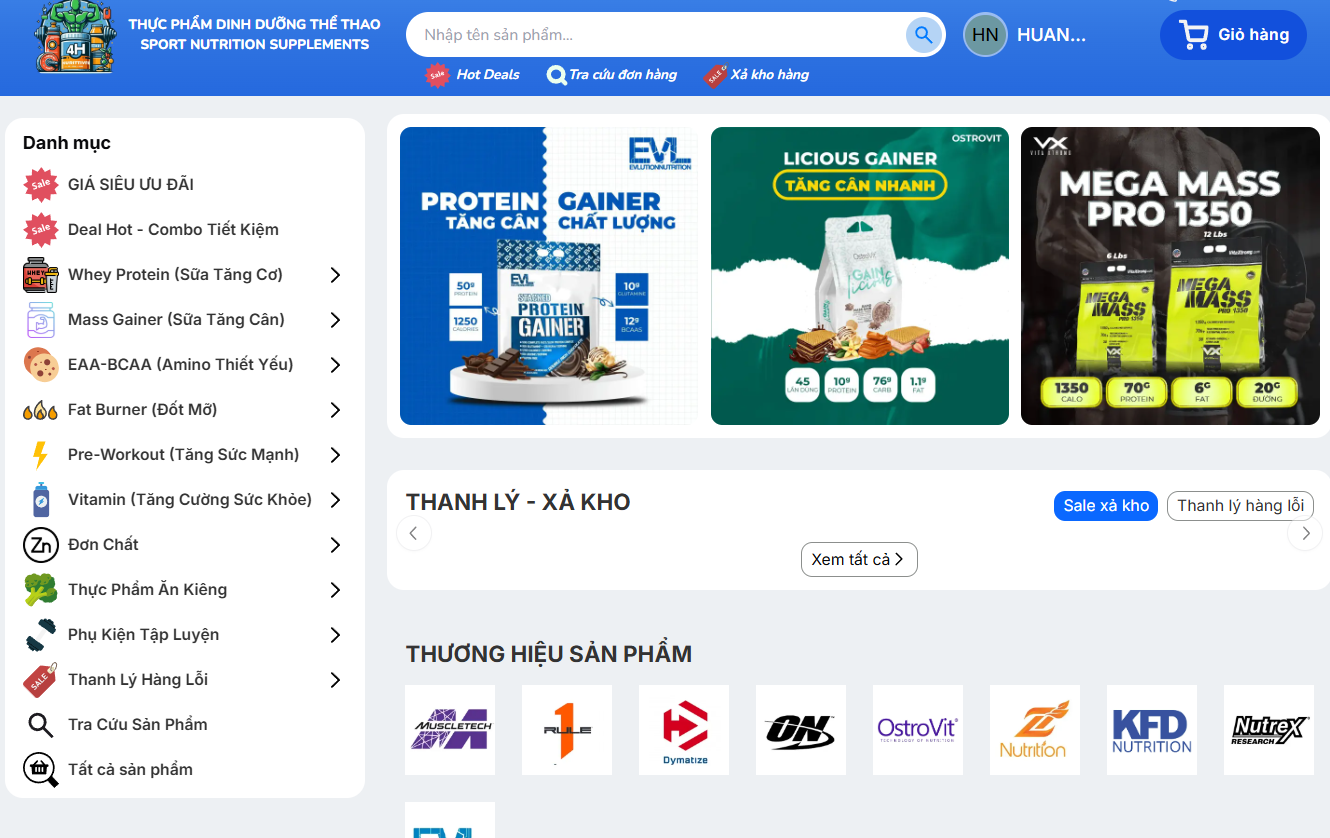 THỰC PHẨM DINH DƯỠNG THỂ THAO
SPORT NUTRITION SUPPLEMENTS
4H
Nhập tên sản phẩm...
HN
HUAN...
Giỏ hàng
Sale
Hot Deals
Tra cứu đơn hàng
SALE
Xả kho hàng
Danh mục
Sale
GIÁ SIÊU ƯU ĐÃI
Sale
Deal Hot - Combo Tiết Kiệm
WHEY
Whey Protein (Sữa Tăng Cơ)
Mass Gainer (Sữa Tăng Cân)
EAA-BCAA (Amino Thiết Yếu)
Fat Burner (Đốt Mỡ)
Pre-Workout (Tăng Sức Mạnh)
Vitamin (Tăng Cường Sức Khỏe)
Zn
Đơn Chất
Thực Phẩm Ăn Kiêng
Phụ Kiện Tập Luyện
SALE
Thanh Lý Hàng Lỗi
Tra Cứu Sản Phẩm
Tất cả sản phẩm
EVL
EVLUTIONNUTRITION
PROTEIN GAINER
TĂNG CÂN CHẤT LƯỢNG
50g
PROTEIN
1250
CALORIES
10g
GLUTAMINE
12g
BCAAS
EVL
STACKED
PROTEIN
GAINER
OSTROVIT
LICIOUS GAINER
TĂNG CÂN NHANH
OstroVit
GAIN
licious
45
LẦN DÙNG
10g
PROTEIN
76g
CARB
1.1g
FAT
VX
VITA STRONG
MEGA MASS
PRO 1350
12 Lbs
6 Lbs
MEGA
MASS
PRO 1350
VX
MEGA
MASS
PRO 1350
VX
1350
CALO
70G
PROTEIN
6G
FAT
20G
ĐƯỜNG
THANH LÝ - XẢ KHO
Sale xả kho
Thanh lý hàng lỗi
Xem tất cả
THƯƠNG HIỆU SẢN PHẨM
MUSCLETECH
1
RULE
Dymatize
ON
OstroVit
TECHNOLOGY OF NUTRITION
Nutrition
KFD
NUTRITION
NutreX
RESEARCH
EVL